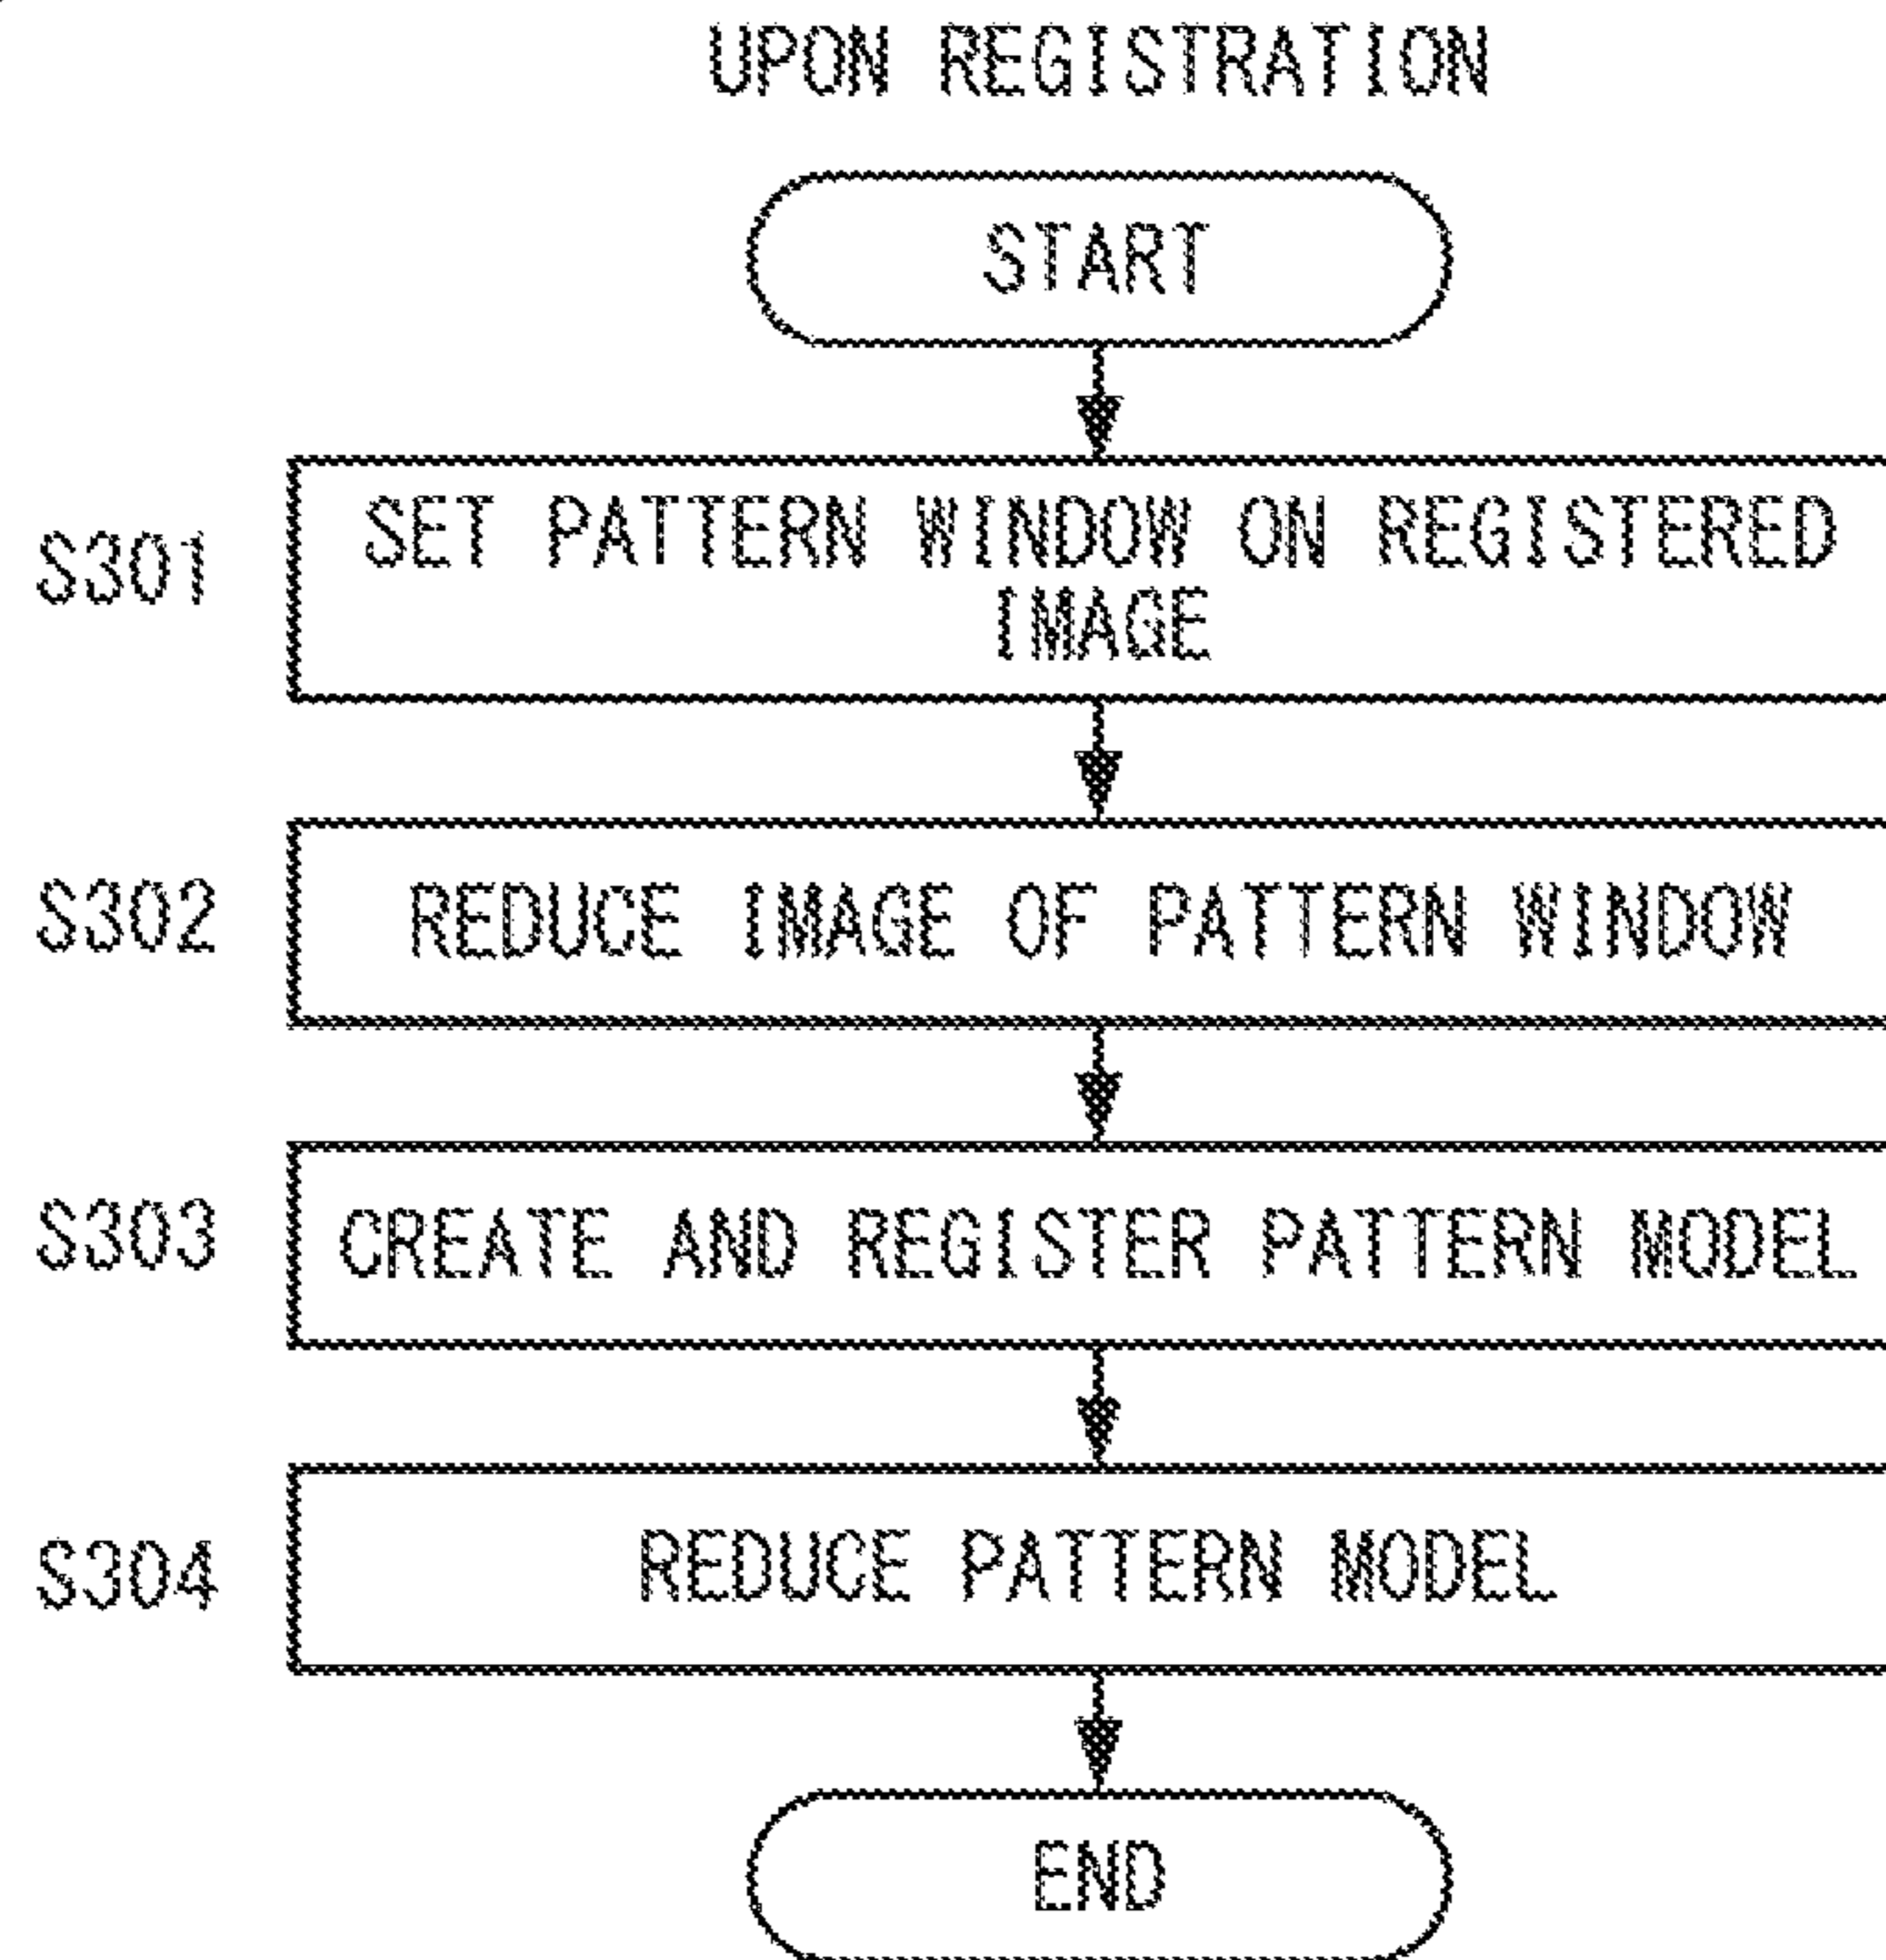 UPON REGISTRATION
START
S301
SET PATTERN WINDOW ON REGISTERED
IMAGE
S302
REDUCE IMAGE OF PATTERN WINDOW
S303
CREATE AND REGISTER PATTERN MODEL
S304
REDUCE PATTERN MODEL
END